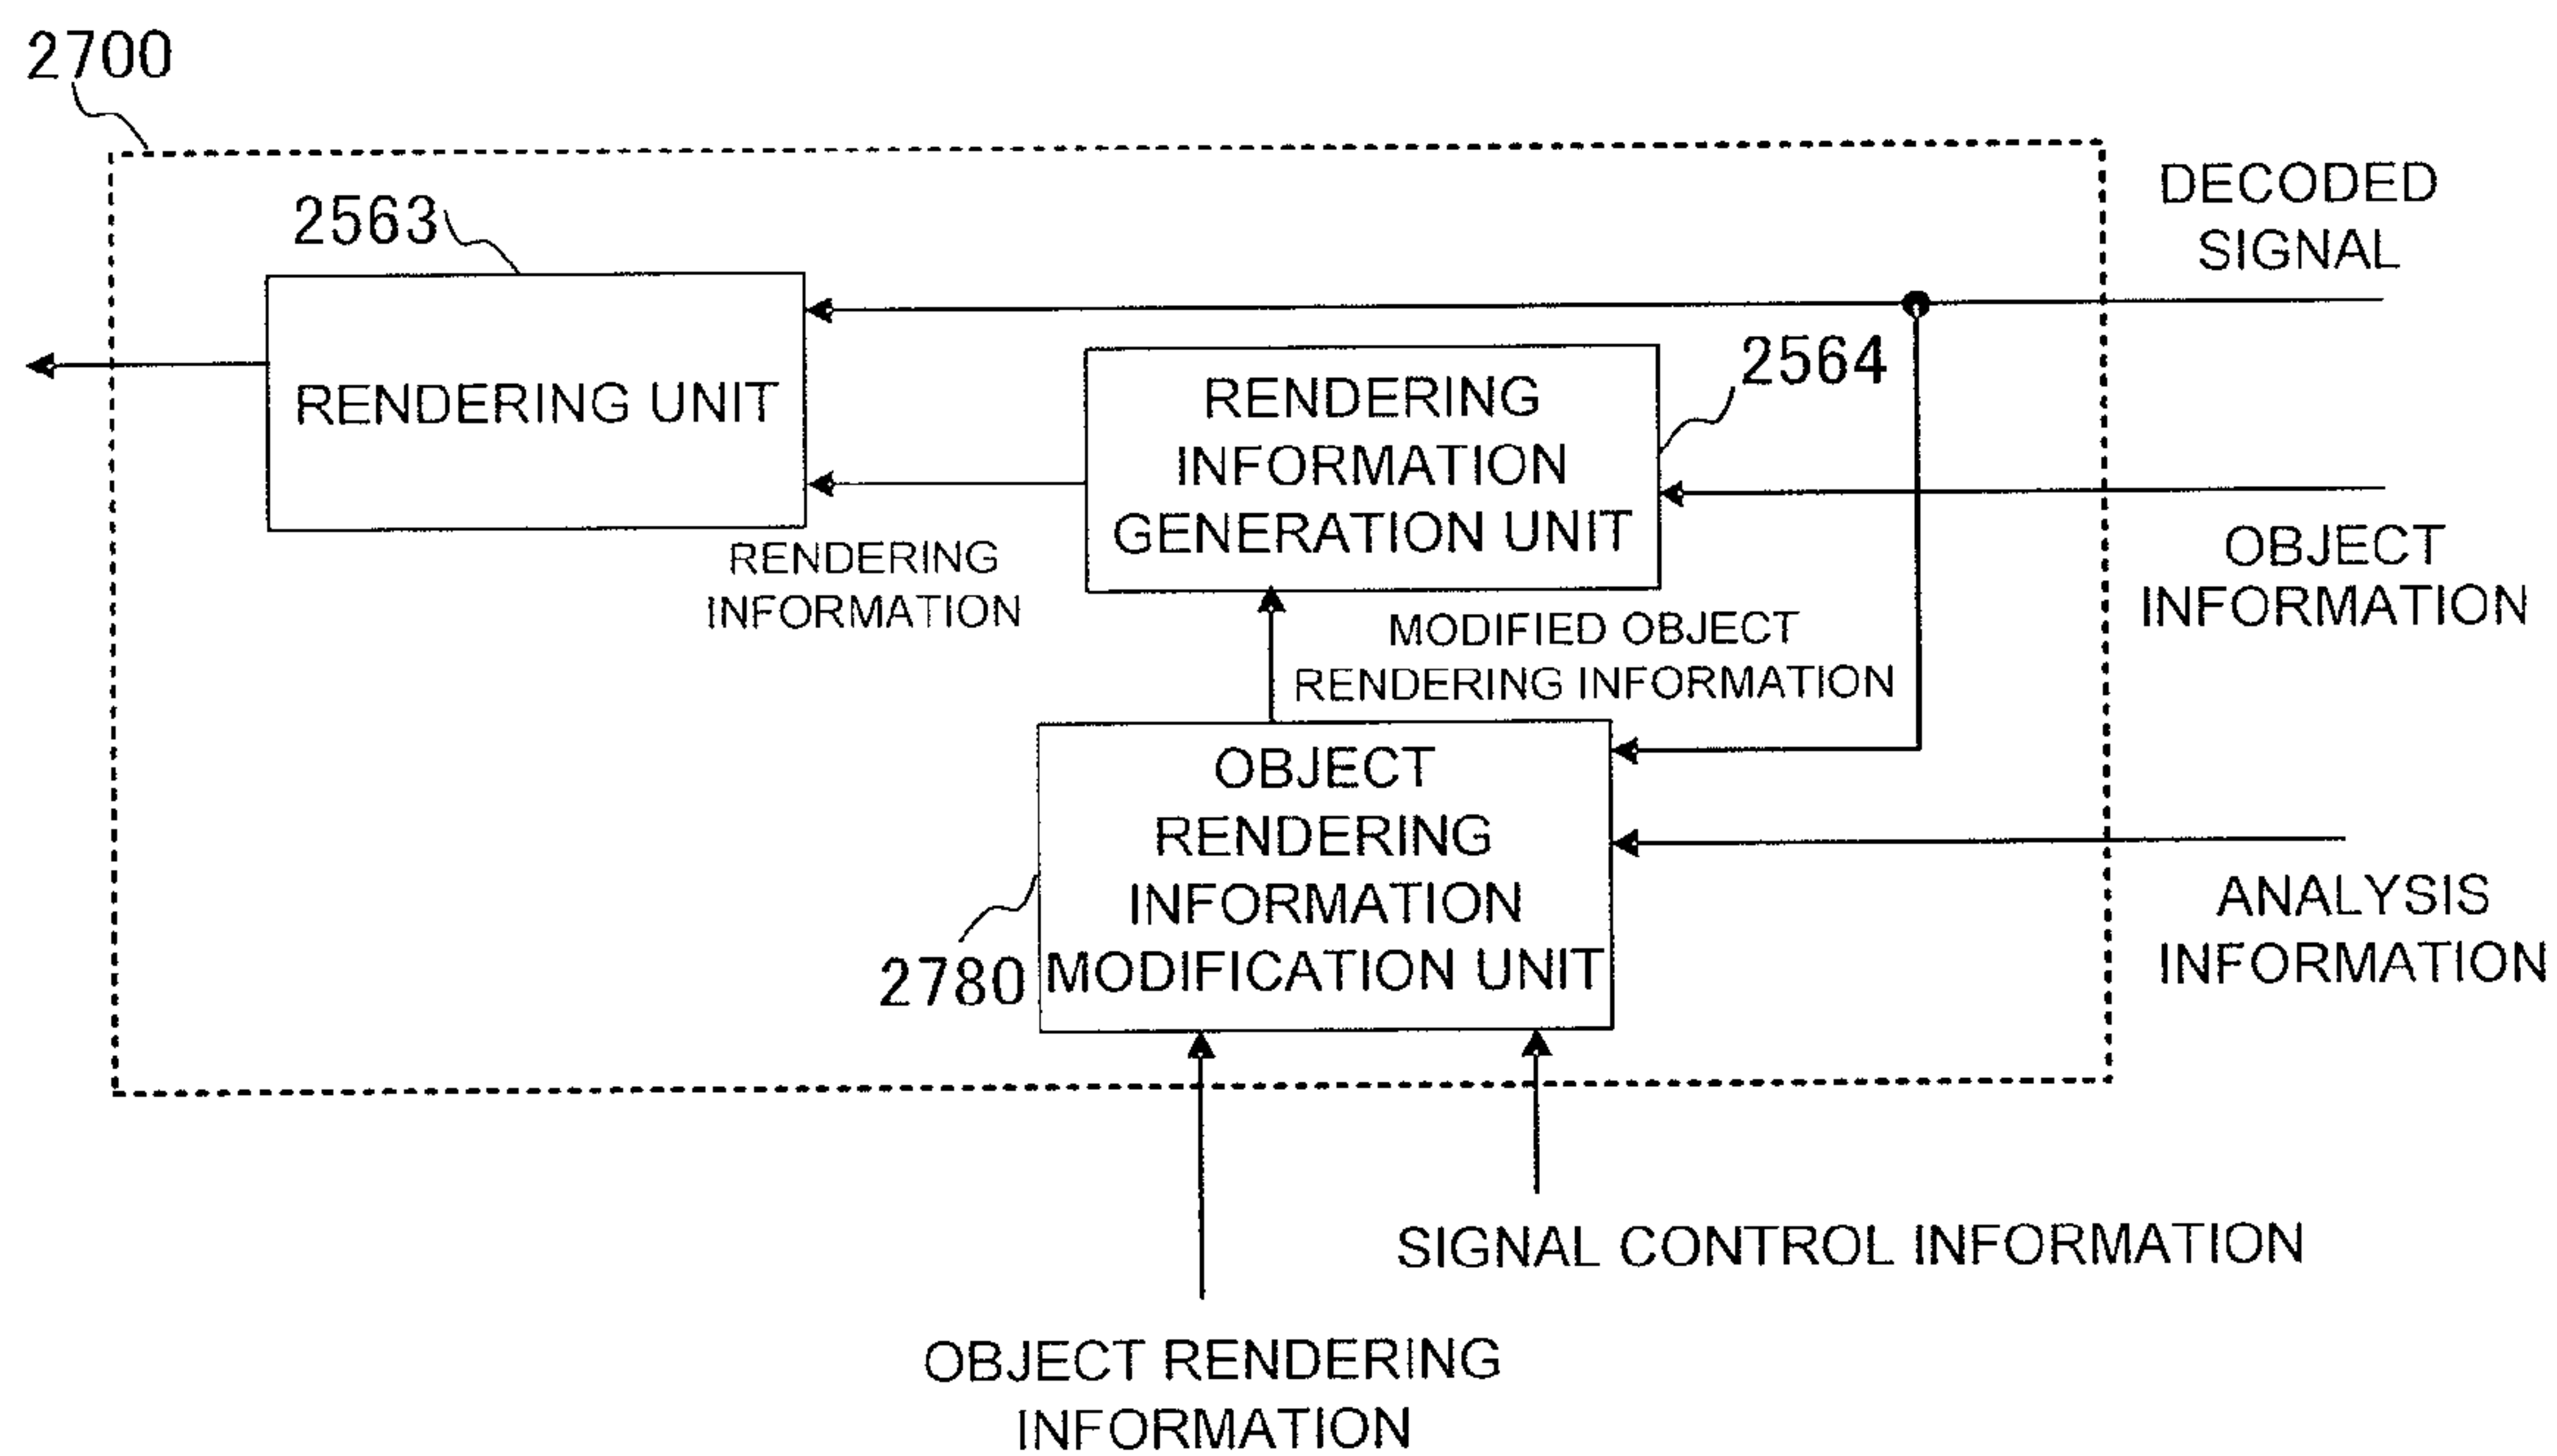 2700
DECODED
SIGNAL
2563
RENDERING UNIT
2564
RENDERING
INFORMATION
GENERATION UNIT
RENDERING
INFORMATION
OBJECT
INFORMATION
MODIFIED OBJECT
RENDERING INFORMATION
OBJECT
RENDERING
INFORMATION
MODIFICATION UNIT
2780
ANALYSIS
INFORMATION
SIGNAL CONTROL INFORMATION
OBJECT RENDERING
INFORMATION